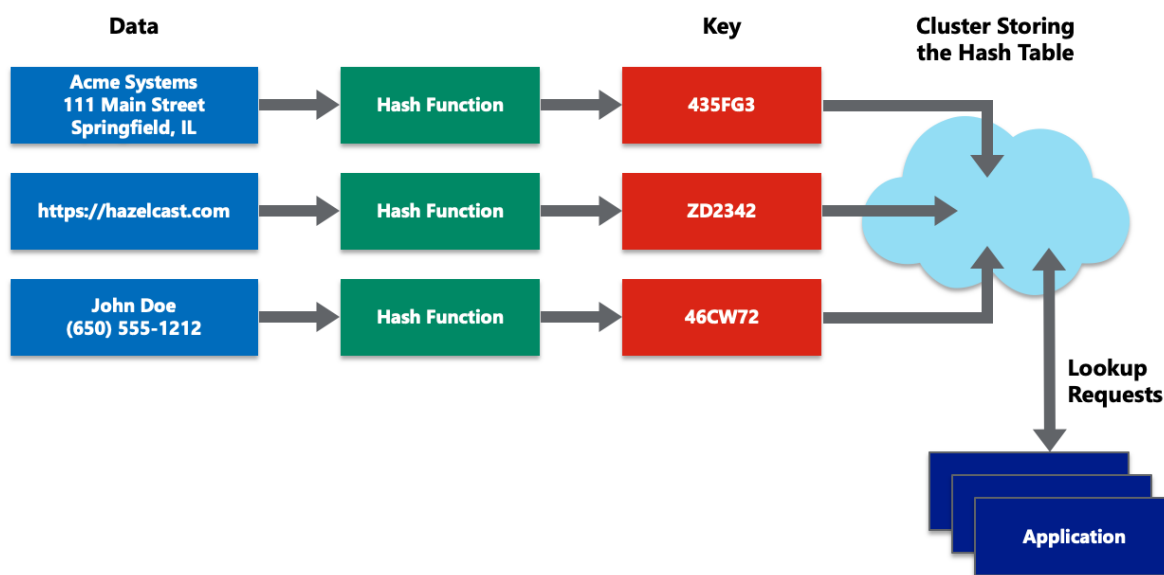 Data
Key
Cluster Storing
the Hash Table
Acme Systems
111 Main Street
Springfield, IL
Hash Function
435FG3
https://hazelcast.com
Hash Function
ZD2342
John Doe
(650) 555-1212
Hash Function
46CW72
Lookup
Requests
Application